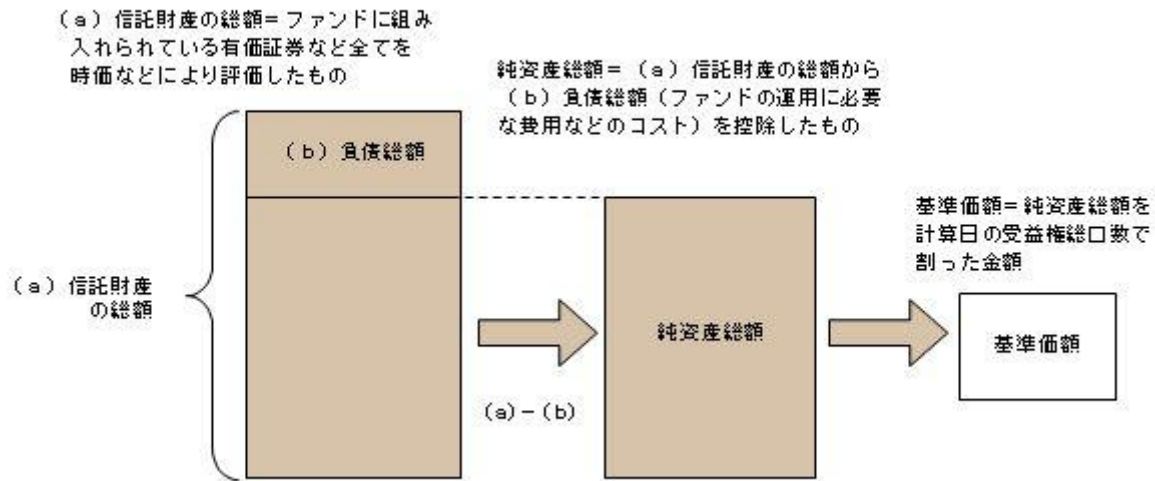 (a)信託財産の総額=ファンドに組み
入れられている有価証券など全てを
時価などにより評価したもの
純資産総額=(a)信託財産の総額から
(b)負債総額(ファンドの運用に必要
な費用などのコスト)を控除したもの
(b)負債総額
基準価額=純資産総額を
計算日の受益権総口数で
割った金額
(a)信託財産
の総額
純資産総額
基準価額
(a)-(b)